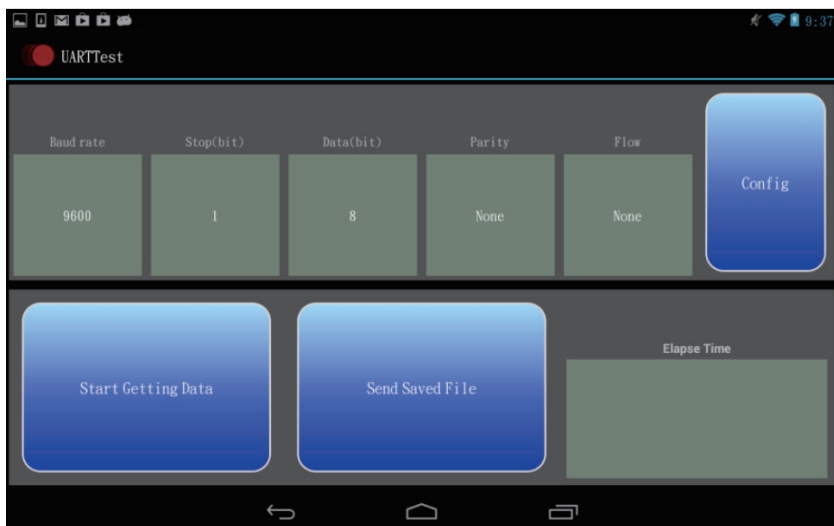 9:37
UARTTest
Baud rate Stop(bit) Data(bit) Parity Flow
9600 1 8 None None
Config
Start Getting Data Send Saved File
Elapse Time